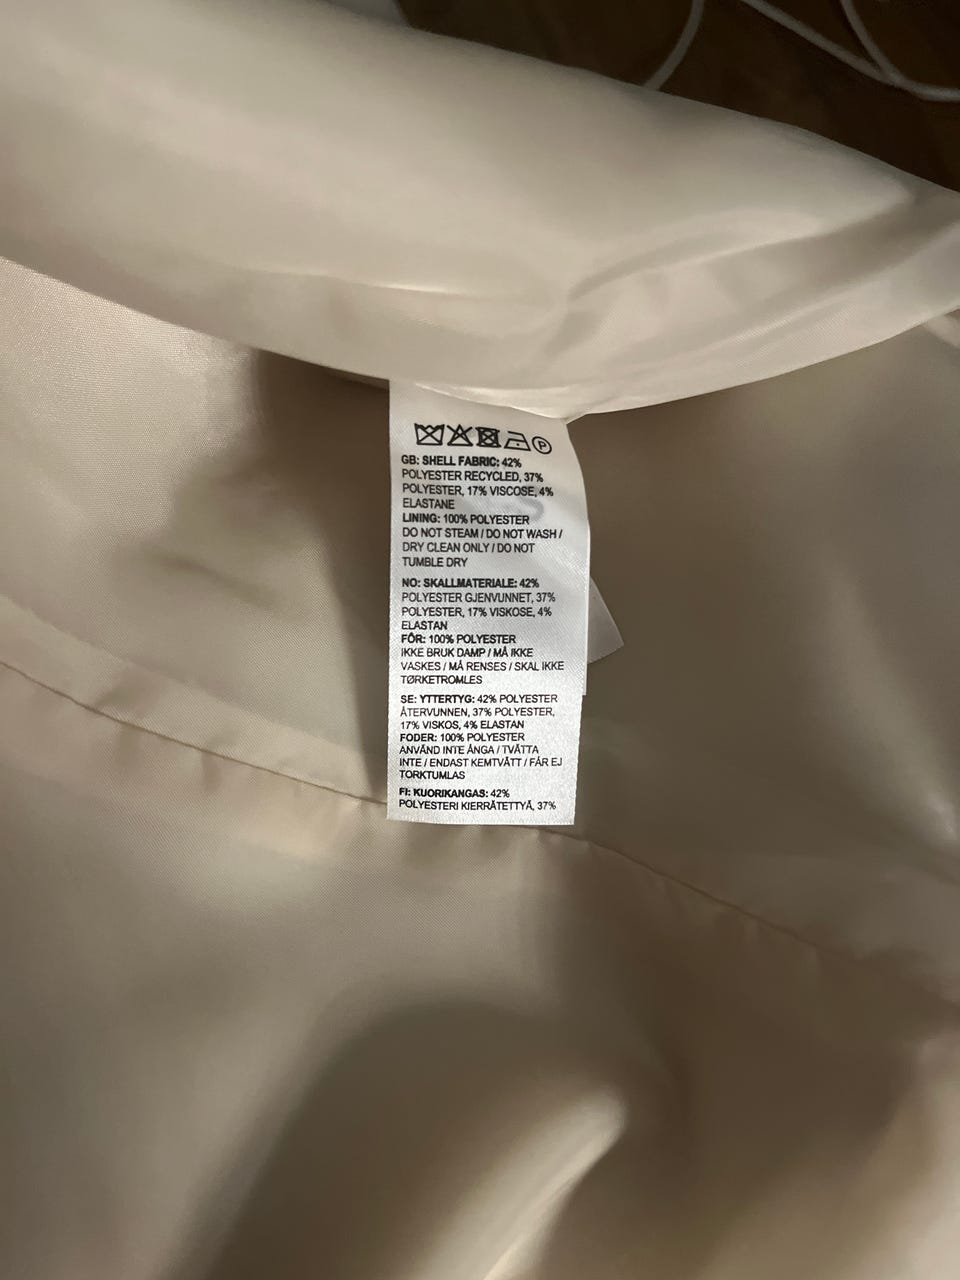 P
GB: SHELL FABRIC: 42%
POLYESTER RECYCLED, 37%
POLYESTER, 17% VISCOSE, 4%
ELASTANE
LINING: 100% POLYESTER
DO NOT STEAM / DO NOT WASH /
DRY CLEAN ONLY / DO NOT
TUMBLE DRY
NO: SKALLMATERIALE: 42%
POLYESTER GJENVUNNET, 37%
POLYESTER, 17% VISKOSE, 4%
ELASTAN
FÔR: 100% POLYESTER
IKKE BRUK DAMP / MÅ IKKE
VASKES / MÅ RENSES / SKAL IKKE
TØRKETROMLES
SE: YTTERTYG: 42% POLYESTER
ÅTERVUNNEN, 37% POLYESTER,
17% VISKOS, 4% ELASTAN
FODER: 100% POLYESTER
ANVÄND INTE ÅNGA / TVÄTTA
INTE / ENDAST KEMTVÄTT / FÅR EJ
TORKTUMLAS
FI: KUORIKANGAS: 42%
POLYESTERI KIERRÄTETTYÄ, 37%